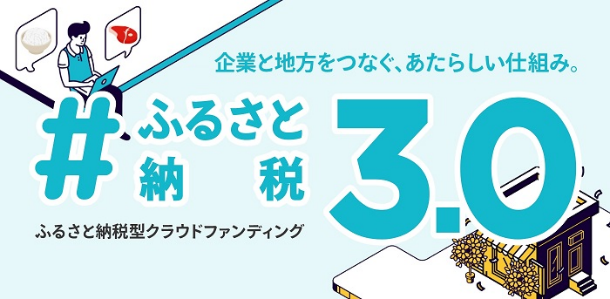 企業と地方をつなぐ、あたらしい仕組み。
#ふるさと
納税
3.0
ふるさと納税型クラウドファンディング